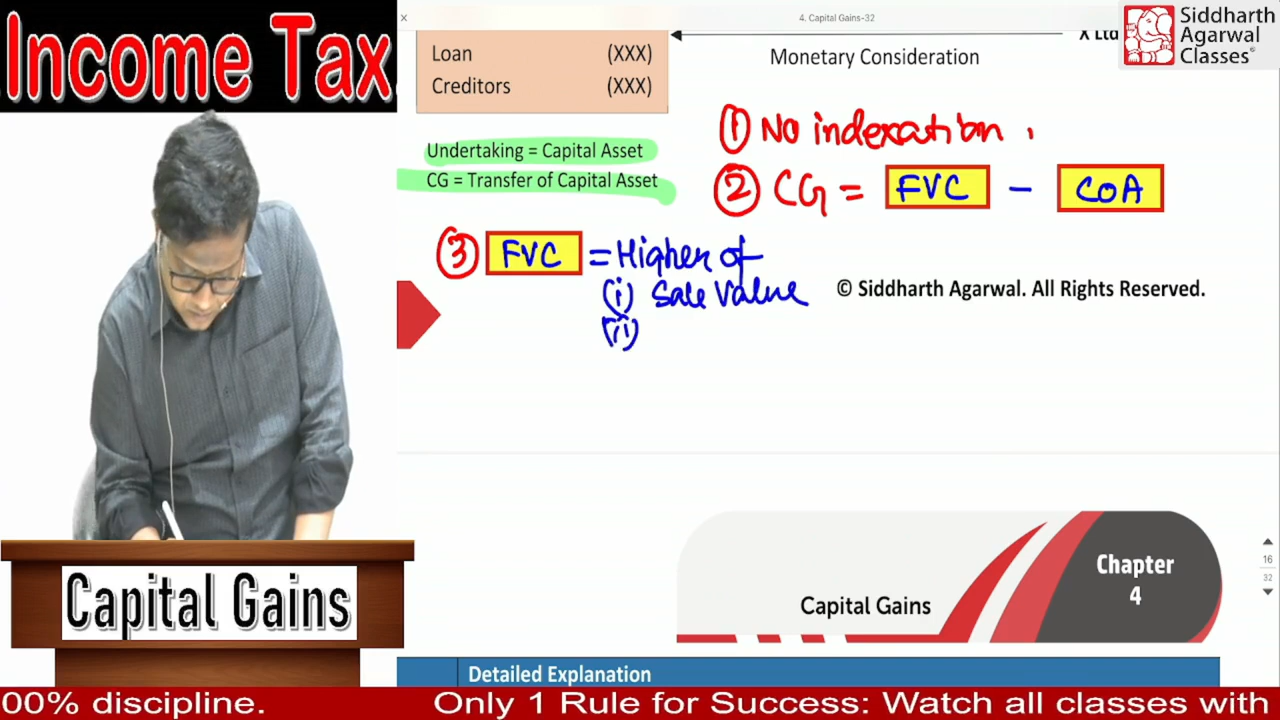 Income Tax
×
4. Capital Gains-32
Siddharth
Agarwal
Classes®
Loan (XXX)
Creditors (XXX)
X Ltd
Monetary Consideration
Undertaking = Capital Asset
CG = Transfer of Capital Asset
① No indexation .
② CG = FVC – COA
③ FVC = Higher of
(i) Sale Value
(ii)
© Siddharth Agarwal. All Rights Reserved.
16
32
Chapter
4
Capital Gains
Detailed Explanation
Capital Gains
00% discipline. Only 1 Rule for Success: Watch all classes with